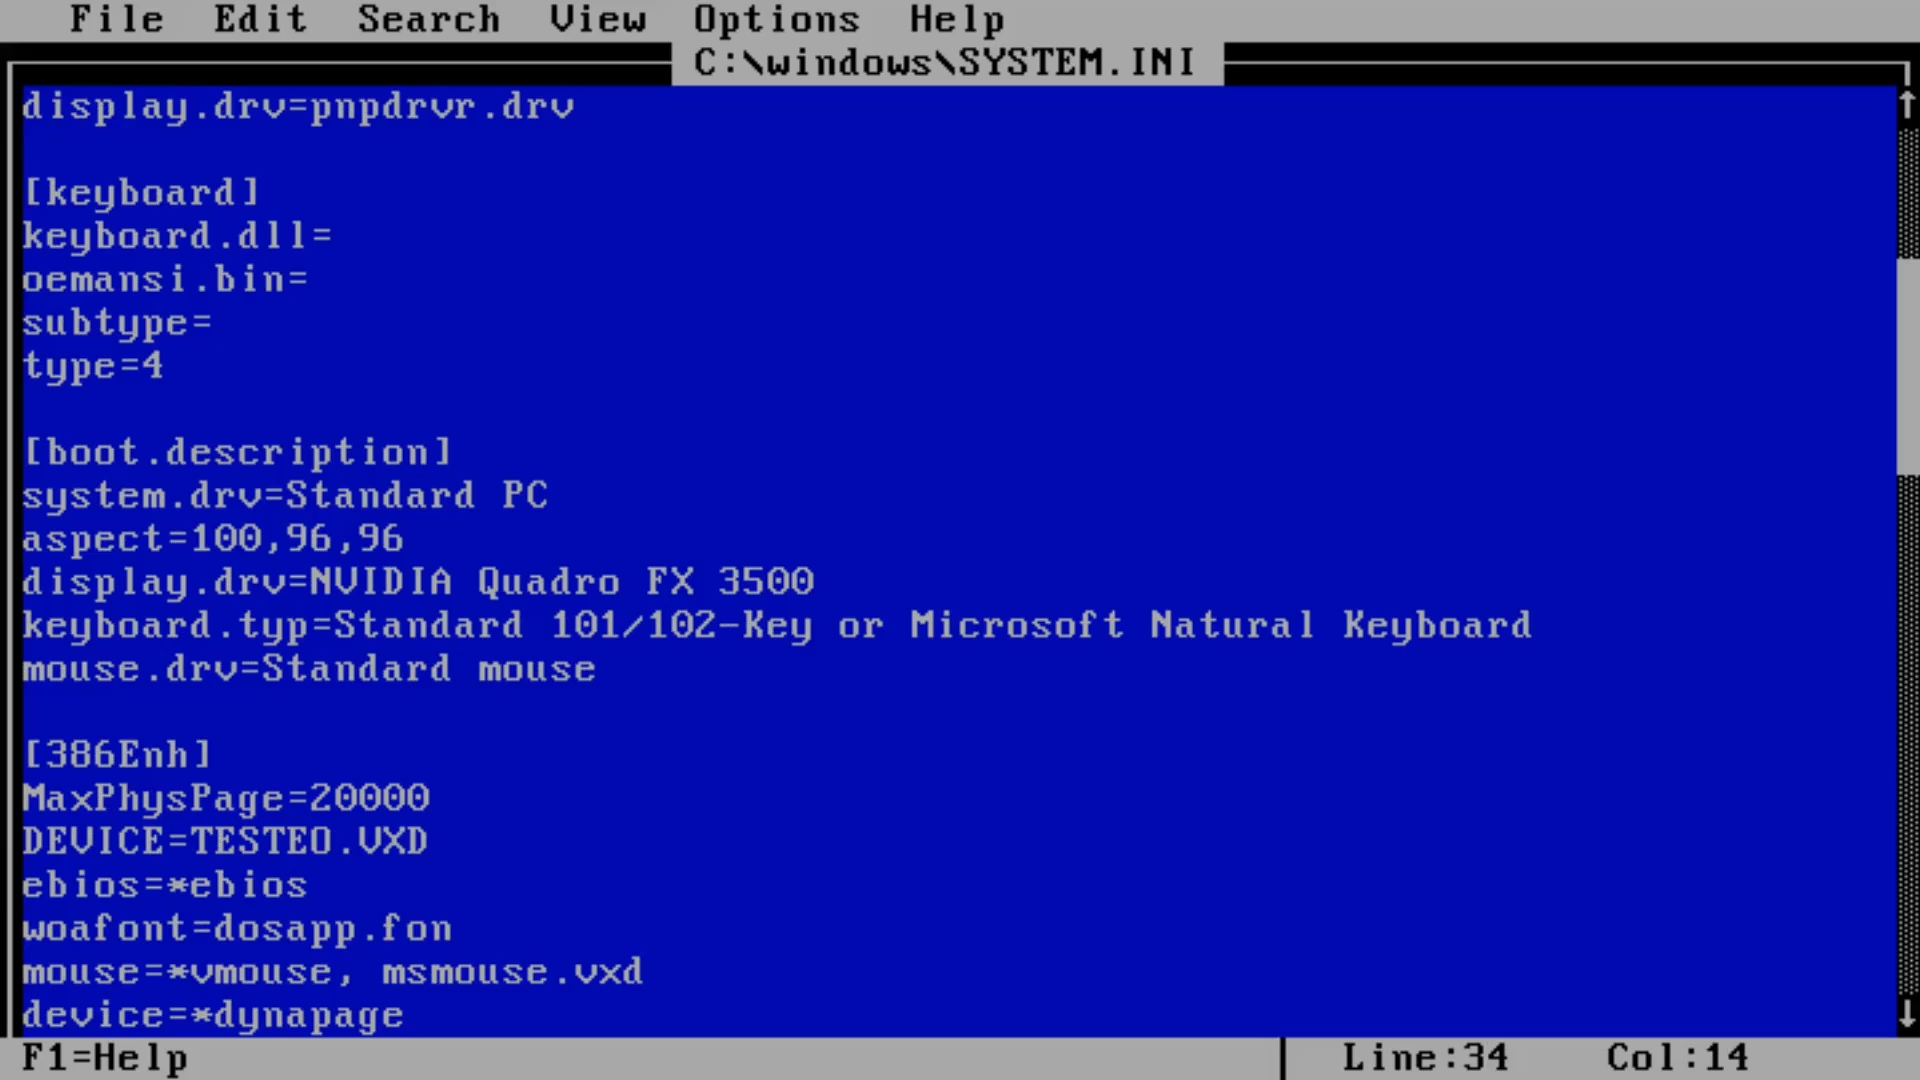 File Edit Search View Options Help
C:\windows\SYSTEM.INI
display.drv=pnpdrvr.drv
[keyboard]
keyboard.dll=
oemansi.bin=
subtype=
type=4
[boot.description]
system.drv=Standard PC
aspect=100,96,96
display.drv=NVIDIA Quadro FX 3500
keyboard.typ=Standard 101/102-Key or Microsoft Natural Keyboard
mouse.drv=Standard mouse
[386Enh]
MaxPhysPage=20000
DEVICE=TESTEO.VXD
ebios=*ebios
woafont=dosapp.fon
mouse=*vmouse, msmouse.vxd
device=*dynapage
F1=Help Line:34 Col:14